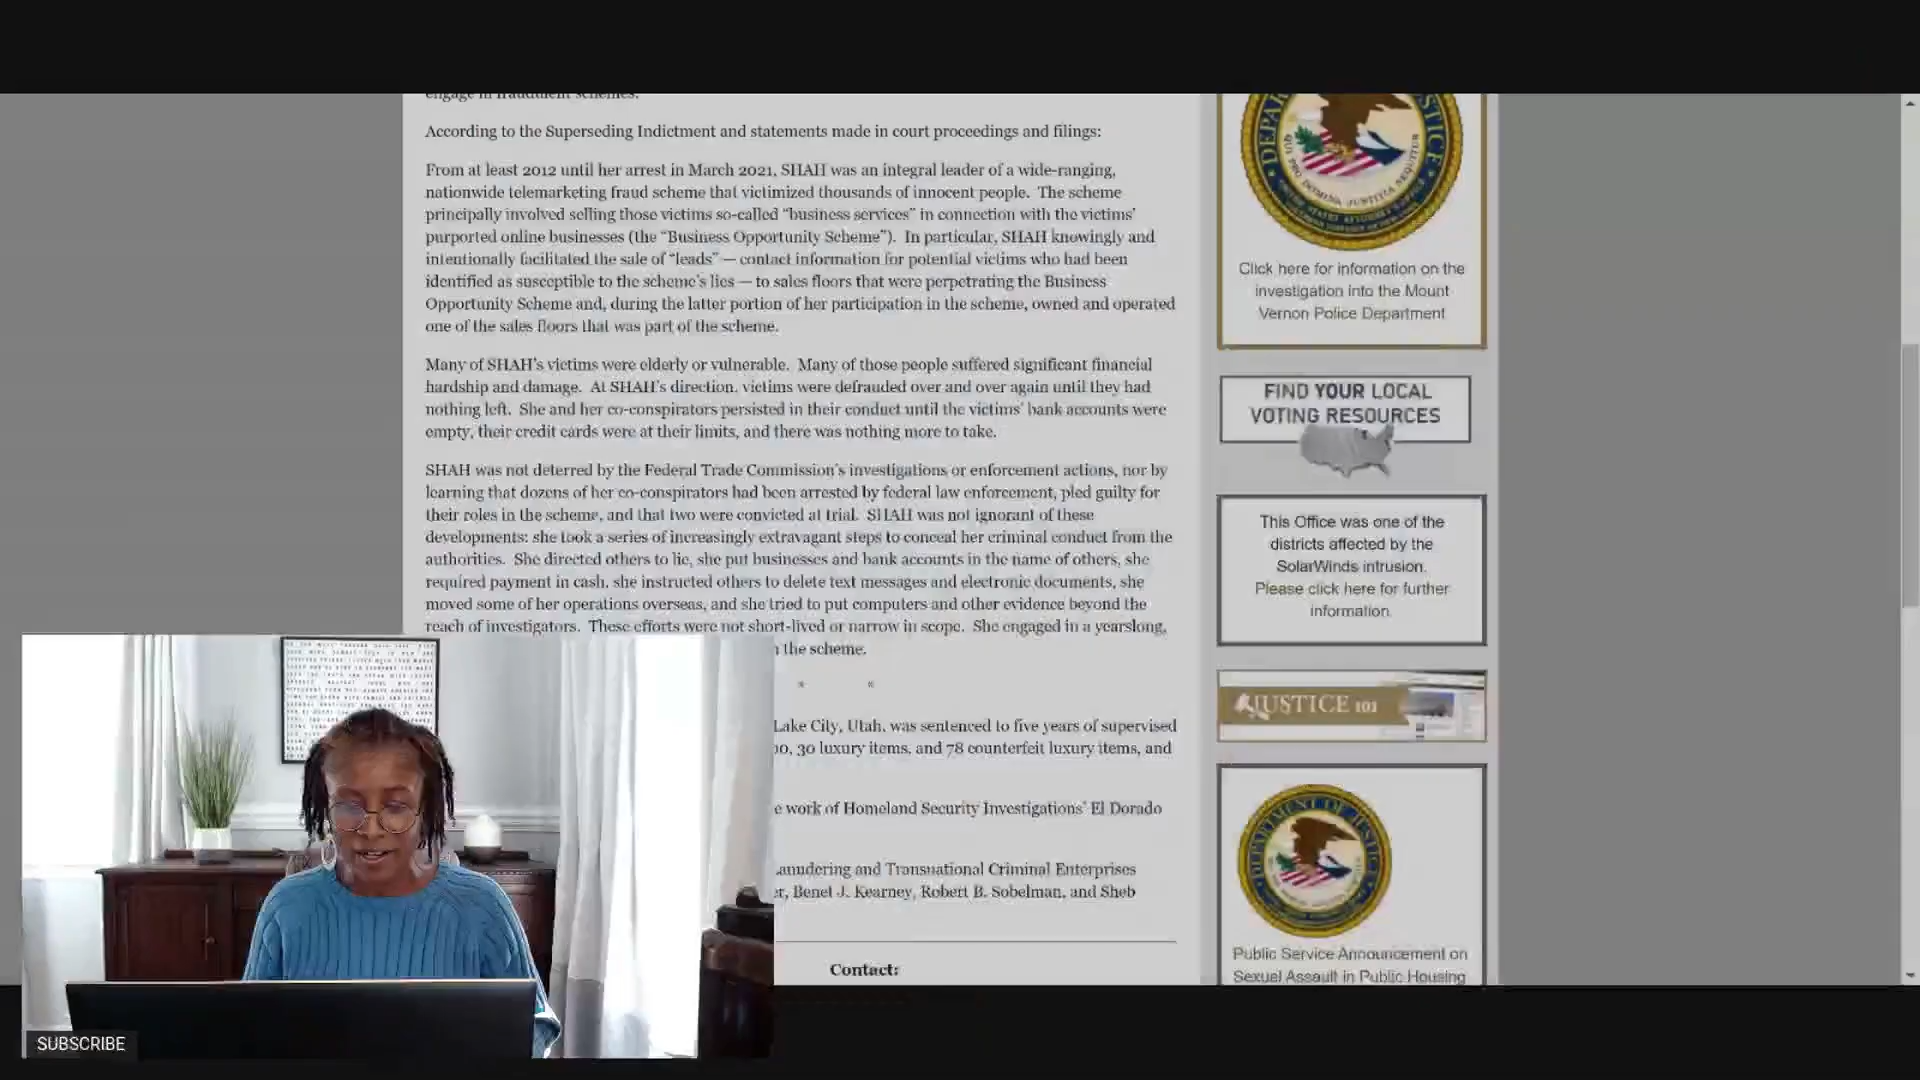 engage in fraudulent schemes.
According to the Superseding Indictment and statements made in court proceedings and filings:
From at least 2012 until her arrest in March 2021, SHAH was an integral leader of a wide-ranging,
nationwide telemarketing fraud scheme that victimized thousands of innocent people.  The scheme
principally involved selling those victims so-called “business services” in connection with the victims’
purported online businesses (the “Business Opportunity Scheme”).  In particular, SHAH knowingly and
intentionally facilitated the sale of “leads” — contact information for potential victims who had been
identified as susceptible to the scheme’s lies — to sales floors that were perpetrating the Business
Opportunity Scheme and, during the latter portion of her participation in the scheme, owned and operated
one of the sales floors that was part of the scheme.
Many of SHAH’s victims were elderly or vulnerable.  Many of those people suffered significant financial
hardship and damage.  At SHAH’s direction, victims were defrauded over and over again until they had
nothing left.  She and her co-conspirators persisted in their conduct until the victims’ bank accounts were
empty, their credit cards were at their limits, and there was nothing more to take.
SHAH was not deterred by the Federal Trade Commission’s investigations or enforcement actions, nor by
learning that dozens of her co-conspirators had been arrested by federal law enforcement, pled guilty for
their roles in the scheme, and that two were convicted at trial.  SHAH was not ignorant of these
developments: she took a series of increasingly extravagant steps to conceal her criminal conduct from the
authorities.  She directed others to lie, she put businesses and bank accounts in the name of others, she
required payment in cash, she instructed others to delete text messages and electronic documents, she
moved some of her operations overseas, and she tried to put computers and other evidence beyond the
reach of investigators.  These efforts were not short-lived or narrow in scope.  She engaged in a yearslong,
the scheme.
* *
Lake City, Utah, was sentenced to five years of supervised
30 luxury items, and 78 counterfeit luxury items, and
work of Homeland Security Investigations’ El Dorado
and Transnational Criminal Enterprises
Benet J. Kearney, Robert B. Sobelman, and Sheb
Contact:
Click here for information on the
investigation into the Mount
Vernon Police Department
FIND YOUR LOCAL
VOTING RESOURCES
This Office was one of the
districts affected by the
SolarWinds intrusion.
Please click here for further
information.
JUSTICE 101
DEPARTMENT OF JUSTICE
Public Service Announcement on
Sexual Assault in Public Housing
SUBSCRIBE